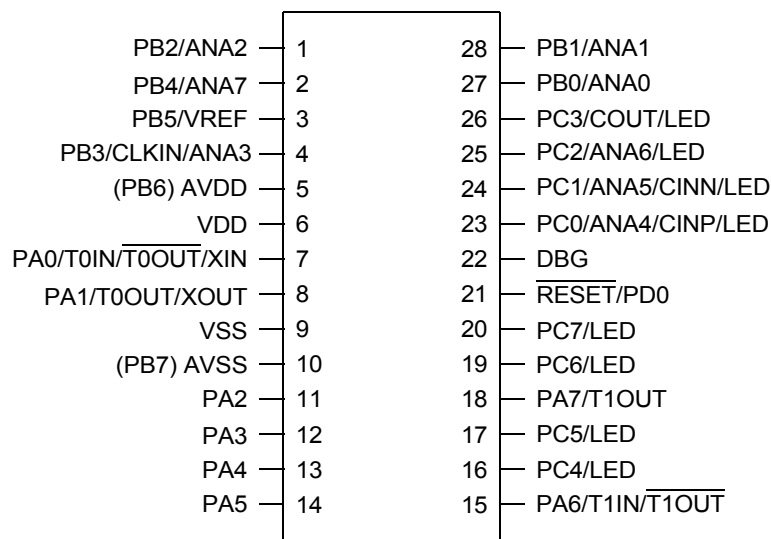 PB2/ANA2 1 28 PB1/ANA1
PB4/ANA7 2 27 PB0/ANA0
PB5/VREF 3 26 PC3/COUT/LED
PB3/CLKIN/ANA3 4 25 PC2/ANA6/LED
(PB6) AVDD 5 24 PC1/ANA5/CINN/LED
VDD 6 23 PC0/ANA4/CINP/LED
PA0/T0IN/T0OUT/XIN 7 22 DBG
PA1/T0OUT/XOUT 8 21 RESET/PD0
VSS 9 20 PC7/LED
(PB7) AVSS 10 19 PC6/LED
PA2 11 18 PA7/T1OUT
PA3 12 17 PC5/LED
PA4 13 16 PC4/LED
PA5 14 15 PA6/T1IN/T1OUT